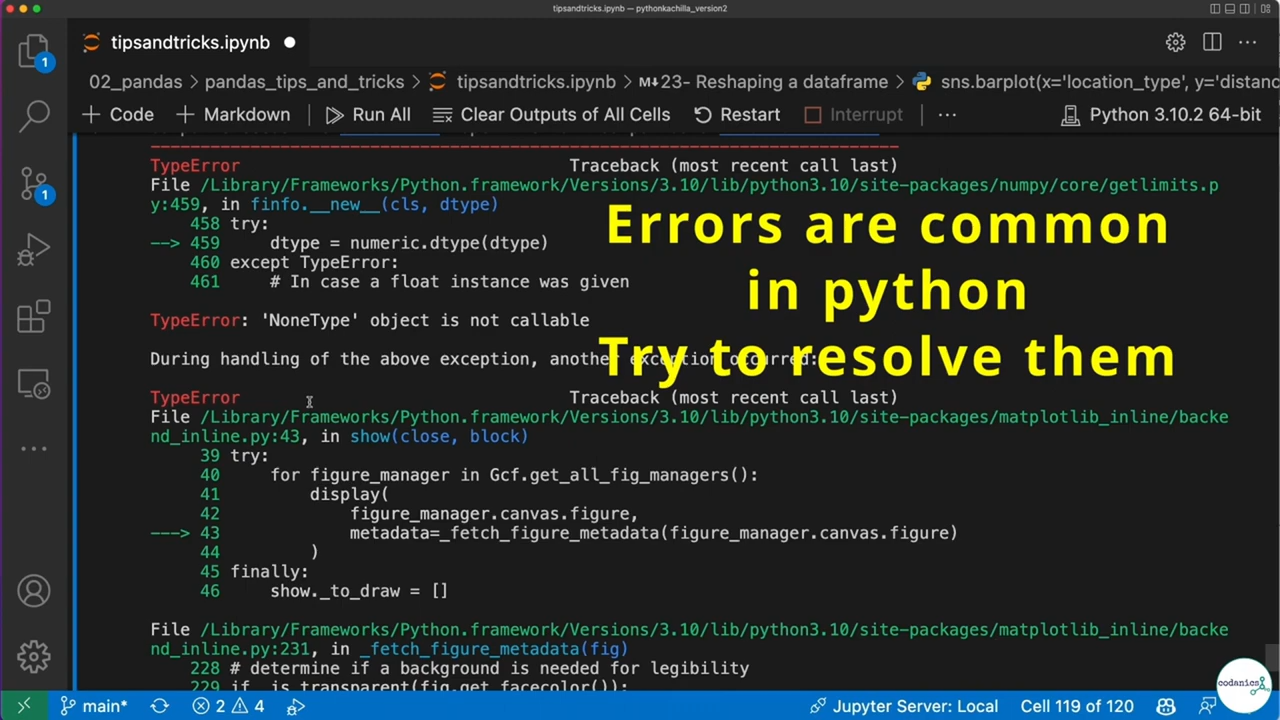 tipsandtricks.ipynb — pythonkachilla_version2
tipsandtricks.ipynb
02_pandas > pandas_tips_and_tricks > tipsandtricks.ipynb > M↓23- Reshaping a dataframe > sns.barplot(x='location_type', y='distan
+ Code + Markdown Run All Clear Outputs of All Cells Restart Interrupt ··· Python 3.10.2 64-bit
TypeError Traceback (most recent call last)
File /Library/Frameworks/Python.framework/Versions/3.10/lib/python3.10/site-packages/numpy/core/getlimits.p
y:459, in finfo.__new__(cls, dtype)
458 try:
--> 459 dtype = numeric.dtype(dtype)
460 except TypeError:
461 # In case a float instance was given
TypeError: 'NoneType' object is not callable
During handling of the above exception, another exception occurred:
TypeError Traceback (most recent call last)
File /Library/Frameworks/Python.framework/Versions/3.10/lib/python3.10/site-packages/matplotlib_inline/backe
nd_inline.py:43, in show(close, block)
39 try:
40 for figure_manager in Gcf.get_all_fig_managers():
41 display(
42 figure_manager.canvas.figure,
---> 43 metadata=_fetch_figure_metadata(figure_manager.canvas.figure)
44 )
45 finally:
46 show._to_draw = []
File /Library/Frameworks/Python.framework/Versions/3.10/lib/python3.10/site-packages/matplotlib_inline/backe
nd_inline.py:231, in _fetch_figure_metadata(fig)
228 # determine if a background is needed for legibility
229 if _is_transparent(fig.get_facecolor()):
Errors are common
in python
Try to resolve them
1
1
codanics
main* 2 4 Jupyter Server: Local Cell 119 of 120